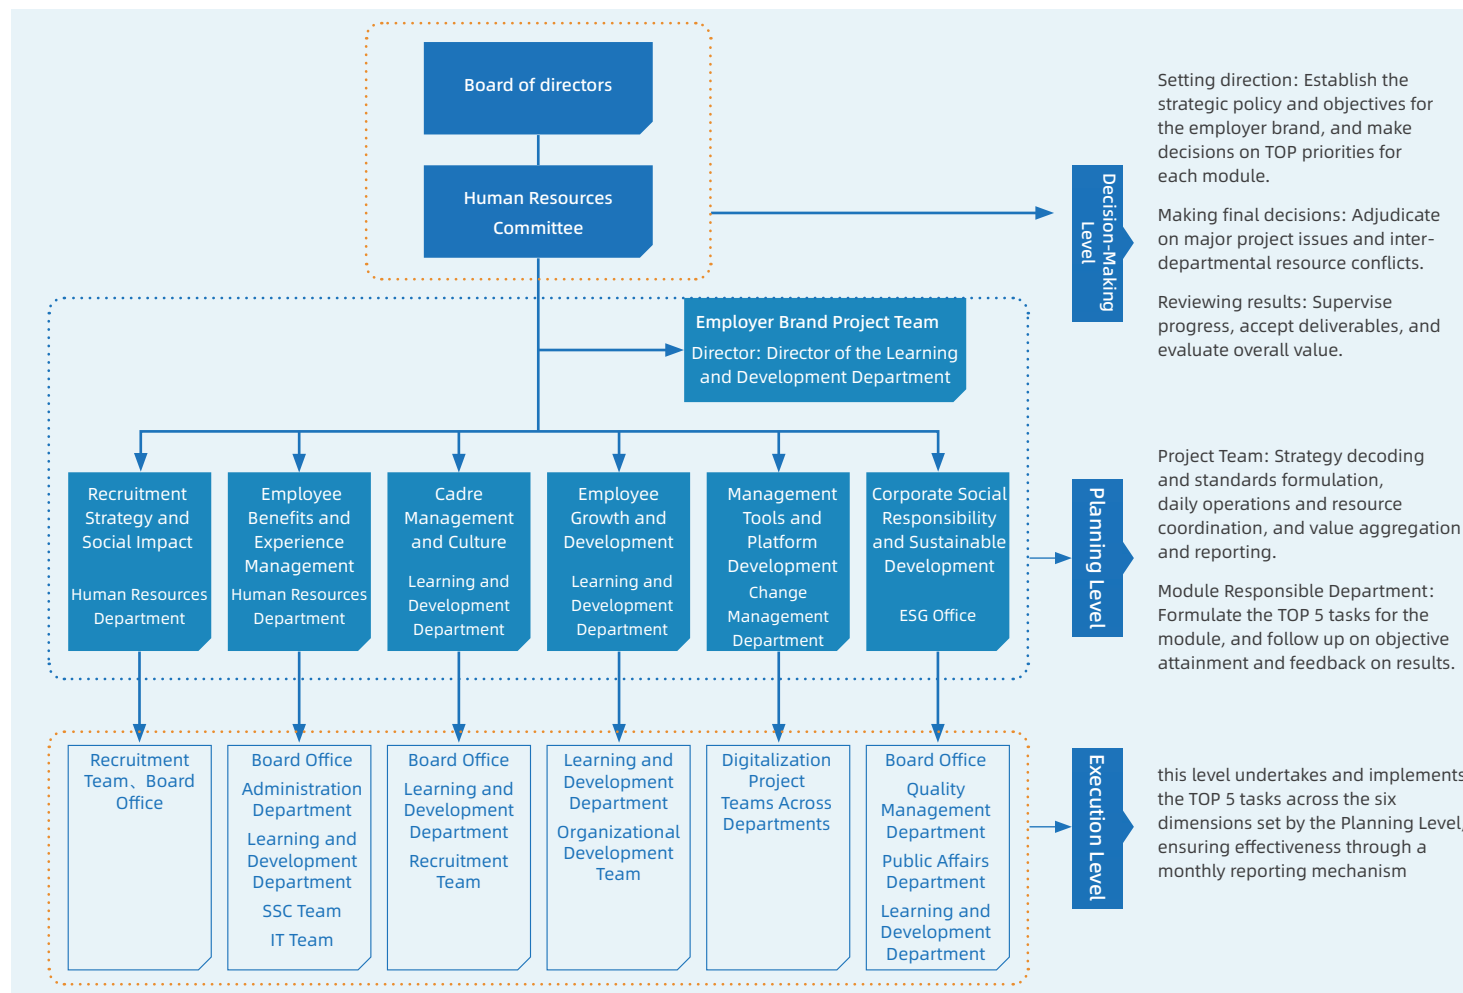 Board of directors
Human Resources
Committee
Decision-Making
Level
Setting direction: Establish the
strategic policy and objectives for
the employer brand, and make
decisions on TOP priorities for
each module.
Making final decisions: Adjudicate
on major project issues and inter-
departmental resource conflicts.
Reviewing results: Supervise
progress, accept deliverables, and
evaluate overall value.
Employer Brand Project Team
Director: Director of the Learning
and Development Department
Recruitment
Strategy and
Social Impact
Human Resources
Department
Employee
Benefits and
Experience
Management
Human Resources
Department
Cadre
Management
and Culture
Learning and
Development
Department
Employee
Growth and
Development
Learning and
Development
Department
Management
Tools and
Platform
Development
Change
Management
Department
Corporate Social
Responsibility
and Sustainable
Development
ESG Office
Planning Level
Project Team: Strategy decoding
and standards formulation,
daily operations and resource
coordination, and value aggregation
and reporting.
Module Responsible Department:
Formulate the TOP 5 tasks for the
module, and follow up on objective
attainment and feedback on results.
Recruitment
Team、Board
Office
Board Office
Administration
Department
Learning and
Development
Department
SSC Team
IT Team
Board Office
Learning and
Development
Department
Recruitment
Team
Learning and
Development
Department
Organizational
Development
Team
Digitalization
Project
Teams Across
Departments
Board Office
Quality
Management
Department
Public Affairs
Department
Learning and
Development
Department
Execution Level
this level undertakes and implements
the TOP 5 tasks across the six
dimensions set by the Planning Level,
ensuring effectiveness through a
monthly reporting mechanism